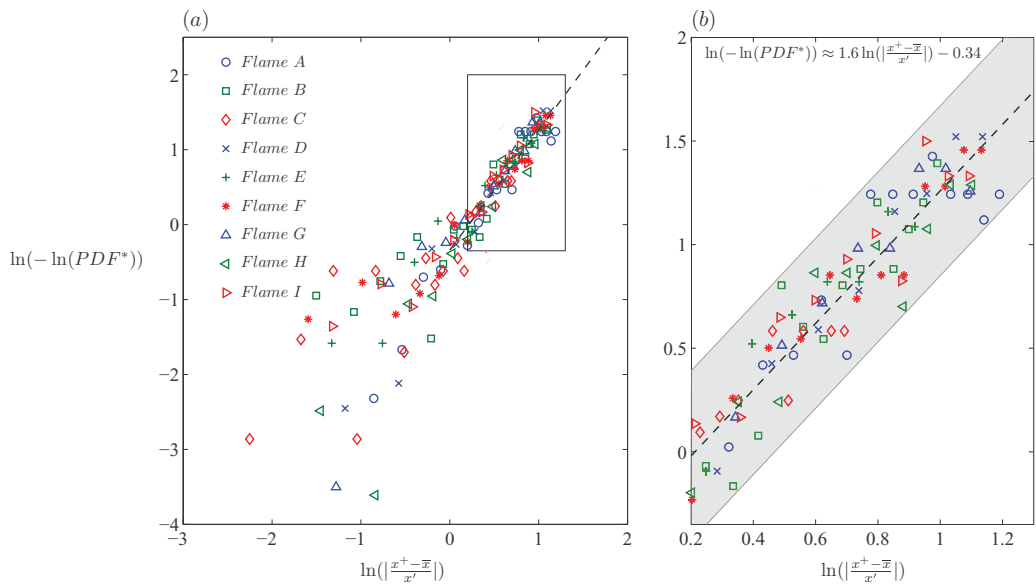 (a)
(b)
ln(−ln(PDF*)) ≈ 1.6 ln(|x⁺−x̅/x′|) − 0.34
Flame A
Flame B
Flame C
Flame D
Flame E
Flame F
Flame G
Flame H
Flame I
ln(−ln(PDF*))
2
1
0
−1
−2
−3
−4
−3 −2 −1 0 1 2
ln(|x⁺−x̅/x′|)
2
1.5
1
0.5
0
0.2 0.4 0.6 0.8 1 1.2
ln(|x⁺−x̅/x′|)